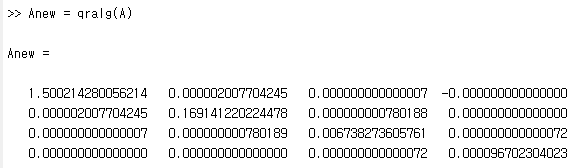 >> Anew = qralg(A)
Anew =
1.500214280056214 0.000002007704245 0.000000000000007 -0.000000000000000
0.000002007704245 0.169141220224478 0.000000000780188 0.000000000000000
0.000000000000007 0.000000000780189 0.006738273605761 0.000000000000072
0.000000000000000 0.000000000000000 0.000000000000072 0.000096702304023